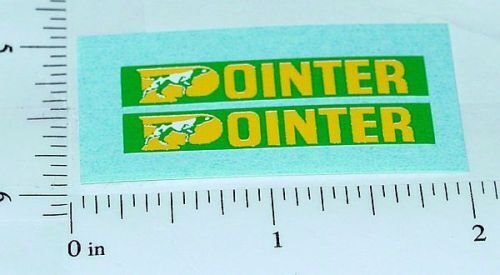 5
POINTER
POINTER
6
0 in 1 2